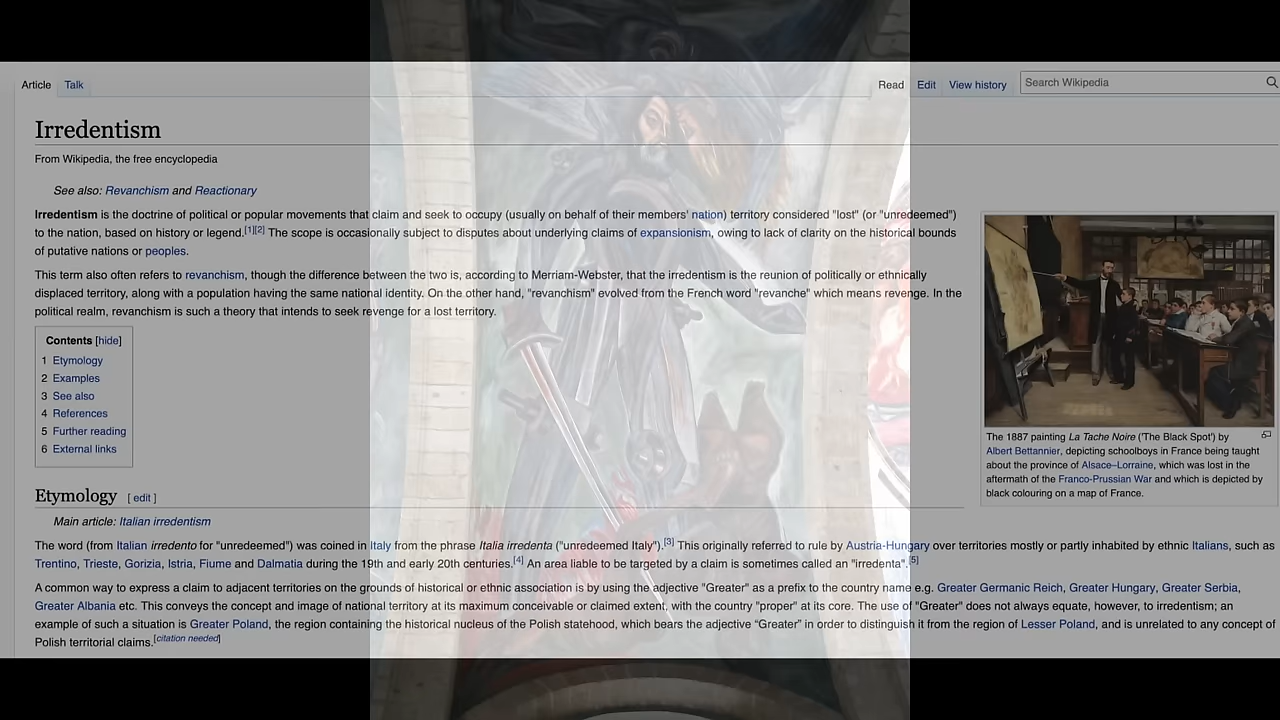 Article Talk Read Edit View history Search Wikipedia
Irredentism
From Wikipedia, the free encyclopedia
See also: Revanchism and Reactionary
Irredentism is the doctrine of political or popular movements that claim and seek to occupy (usually on behalf of their members' nation) territory considered "lost" (or "unredeemed")
to the nation, based on history or legend.[1][2] The scope is occasionally subject to disputes about underlying claims of expansionism, owing to lack of clarity on the historical bounds
of putative nations or peoples.
This term also often refers to revanchism, though the difference between the two is, according to Merriam-Webster, that the irredentism is the reunion of politically or ethnically
displaced territory, along with a population having the same national identity. On the other hand, "revanchism" evolved from the French word "revanche" which means revenge. In the
political realm, revanchism is such a theory that intends to seek revenge for a lost territory.
Contents [hide]
1 Etymology
2 Examples
3 See also
4 References
5 Further reading
6 External links
The 1887 painting La Tache Noire ('The Black Spot') by
Albert Bettannier, depicting schoolboys in France being taught
about the province of Alsace–Lorraine, which was lost in the
aftermath of the Franco-Prussian War and which is depicted by
black colouring on a map of France.
Etymology [ edit ]
Main article: Italian irredentism
The word (from Italian irredento for "unredeemed") was coined in Italy from the phrase Italia irredenta ("unredeemed Italy").[3] This originally referred to rule by Austria-Hungary over territories mostly or partly inhabited by ethnic Italians, such as
Trentino, Trieste, Gorizia, Istria, Fiume and Dalmatia during the 19th and early 20th centuries.[4] An area liable to be targeted by a claim is sometimes called an "irredenta".[5]
A common way to express a claim to adjacent territories on the grounds of historical or ethnic association is by using the adjective "Greater" as a prefix to the country name e.g. Greater Germanic Reich, Greater Hungary, Greater Serbia,
Greater Albania etc. This conveys the concept and image of national territory at its maximum conceivable or claimed extent, with the country "proper" at its core. The use of "Greater" does not always equate, however, to irredentism; an
example of such a situation is Greater Poland, the region containing the historical nucleus of the Polish statehood, which bears the adjective “Greater” in order to distinguish it from the region of Lesser Poland, and is unrelated to any concept of
Polish territorial claims.[citation needed]